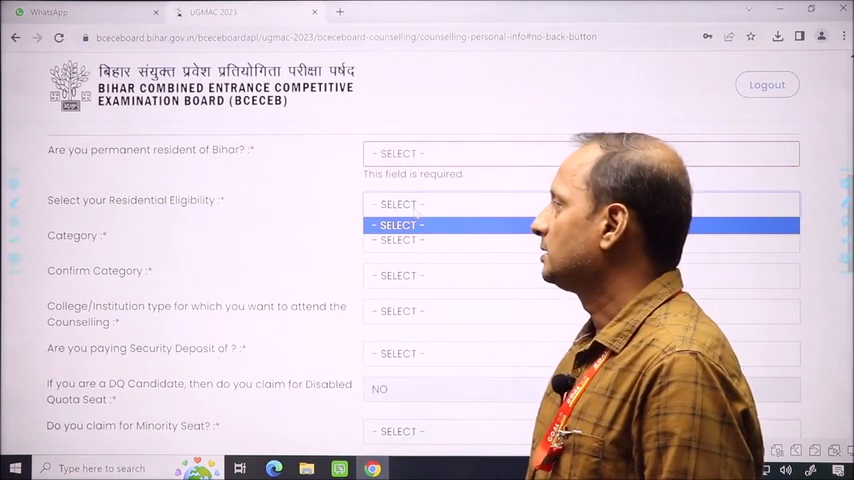 WhatsApp
UGMAC 2023
bceceboard.bihar.gov.in/bceceboardapl/ugmac-2023/bceceboard-counselling/counselling-personal-info#no-back-button
बिहार संयुक्त प्रवेश प्रतियोगिता परीक्षा पर्षद
BIHAR COMBINED ENTRANCE COMPETITIVE
EXAMINATION BOARD (BCECEB)
Logout
Are you permanent resident of Bihar? :*
- SELECT -
This field is required.
Select your Residential Eligibility :*
- SELECT -
- SELECT -
Category :*
- SELECT -
Confirm Category :*
- SELECT -
College/Institution type for which you want to attend the
Counselling :*
- SELECT -
Are you paying Security Deposit of ? :*
- SELECT -
If you are a DQ Candidate, then do you claim for Disabled
Quota Seat :*
NO
Do you claim for Minority Seat? :*
- SELECT -
Type here to search
GOAL